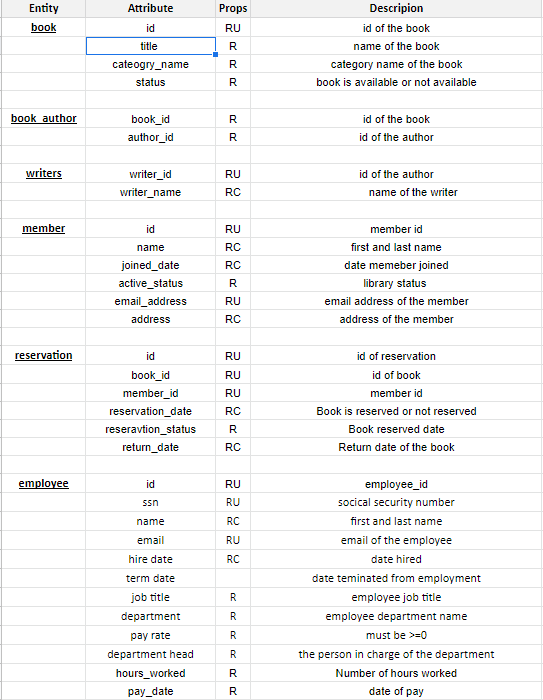 Entity Attribute Props Descripion
book id RU id of the book
title R name of the book
cateogry_name R category name of the book
status R book is available or not available
book_author book_id R id of the book
author_id R id of the author
writers writer_id RU id of the author
writer_name RC name of the writer
member id RU member id
name RC first and last name
joined_date RC date memeber joined
active_status R library status
email_address RU email address of the member
address RC address of the member
reservation id RU id of reservation
book_id RU id of book
member_id RU member id
reservation_date RC Book is reserved or not reserved
reseravtion_status R Book reserved date
return_date RC Return date of the book
employee id RU employee_id
ssn RU socical security number
name RC first and last name
email RU email of the employee
hire date RC date hired
term date date teminated from employment
job title R employee job title
department R employee department name
pay rate R must be >=0
department head R the person in charge of the department
hours_worked R Number of hours worked
pay_date R date of pay